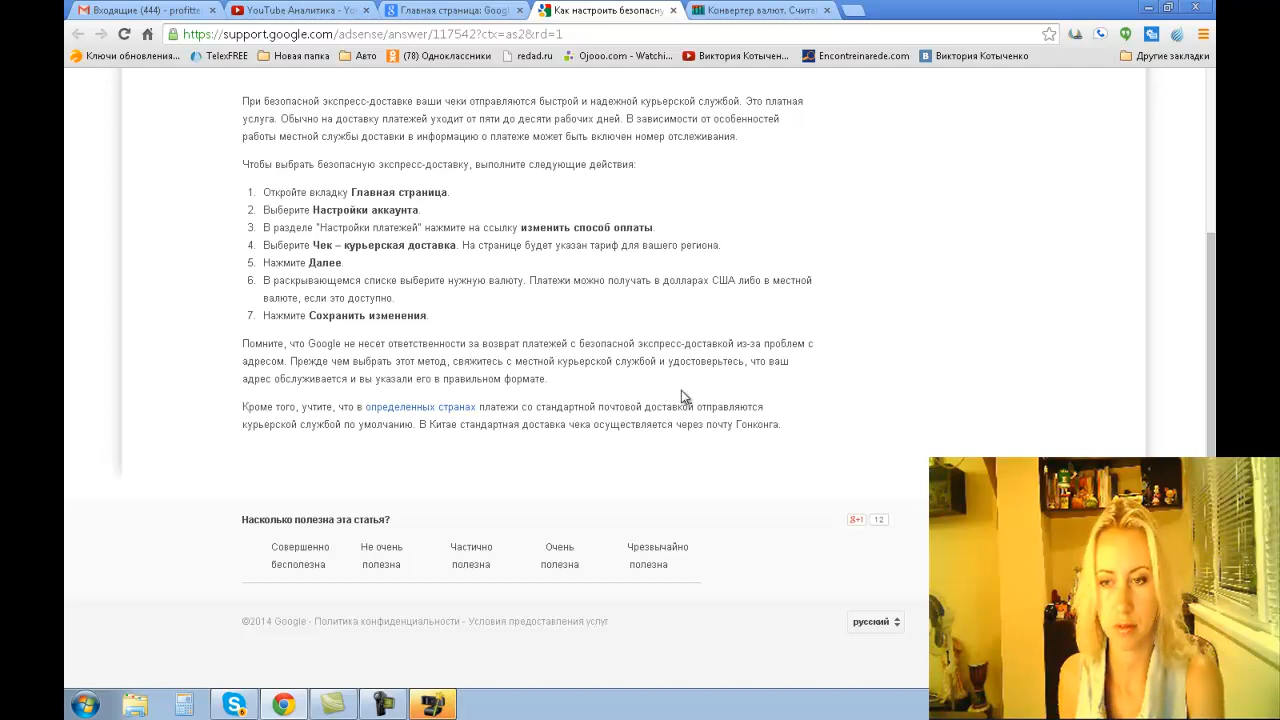 Входящие (444) - profitte
YouTube Аналитика - Yo
Главная страница: Googl
Как настроить безопасну
Конвертер валют. Счита
https://support.google.com/adsense/answer/117542?ctx=as2&rd=1
Ключи обновления...
TelexFREE
Новая папка
Авто
(78) Одноклассники
redad.ru
Ojooo.com - Watchi...
Виктория Котычен...
Encontreinarede.com
Виктория Котыченко
Другие закладки
При безопасной экспресс-доставке ваши чеки отправляются быстрой и надежной курьерской службой. Это платная
услуга. Обычно на доставку платежей уходит от пяти до десяти рабочих дней. В зависимости от особенностей
работы местной службы доставки в информацию о платеже может быть включен номер отслеживания.
Чтобы выбрать безопасную экспресс-доставку, выполните следующие действия:
1. Откройте вкладку Главная страница.
2. Выберите Настройки аккаунта.
3. В разделе "Настройки платежей" нажмите на ссылку изменить способ оплаты.
4. Выберите Чек – курьерская доставка. На странице будет указан тариф для вашего региона.
5. Нажмите Далее.
6. В раскрывающемся списке выберите нужную валюту. Платежи можно получать в долларах США либо в местной
валюте, если это доступно.
7. Нажмите Сохранить изменения.
Помните, что Google не несет ответственности за возврат платежей с безопасной экспресс-доставкой из-за проблем с
адресом. Прежде чем выбрать этот метод, свяжитесь с местной курьерской службой и удостоверьтесь, что ваш
адрес обслуживается и вы указали его в правильном формате.
Кроме того, учтите, что в определенных странах платежи со стандартной почтовой доставкой отправляются
курьерской службой по умолчанию. В Китае стандартная доставка чека осуществляется через почту Гонконга.
Насколько полезна эта статья?
g+1 12
Совершенно бесполезна
Не очень полезна
Частично полезна
Очень полезна
Чрезвычайно полезна
©2014 Google - Политика конфиденциальности - Условия предоставления услуг
русский